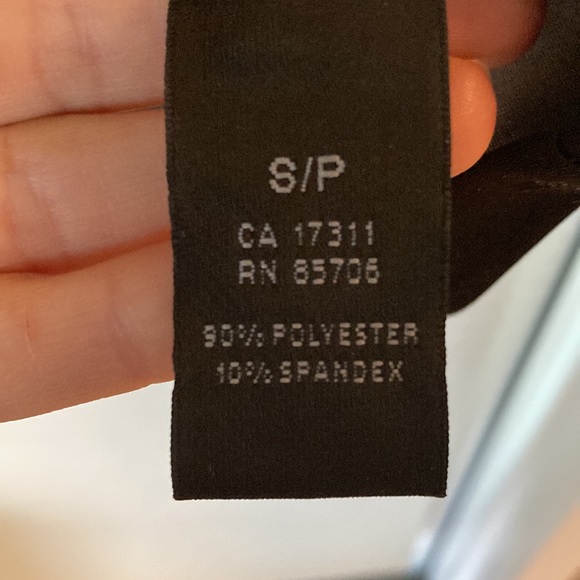 S/P
CA 17311
RN 85706
90% POLYESTER
10% SPANDEX